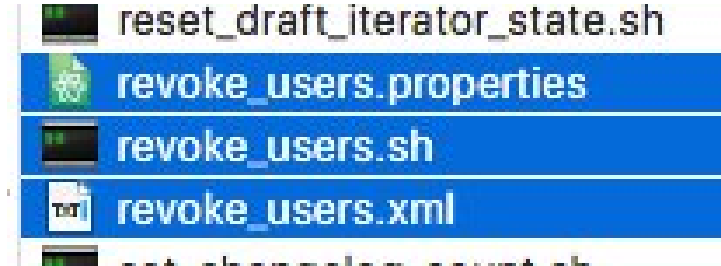 reset_draft_iterator_state.sh
revoke_users.properties
revoke_users.sh
revoke_users.xml